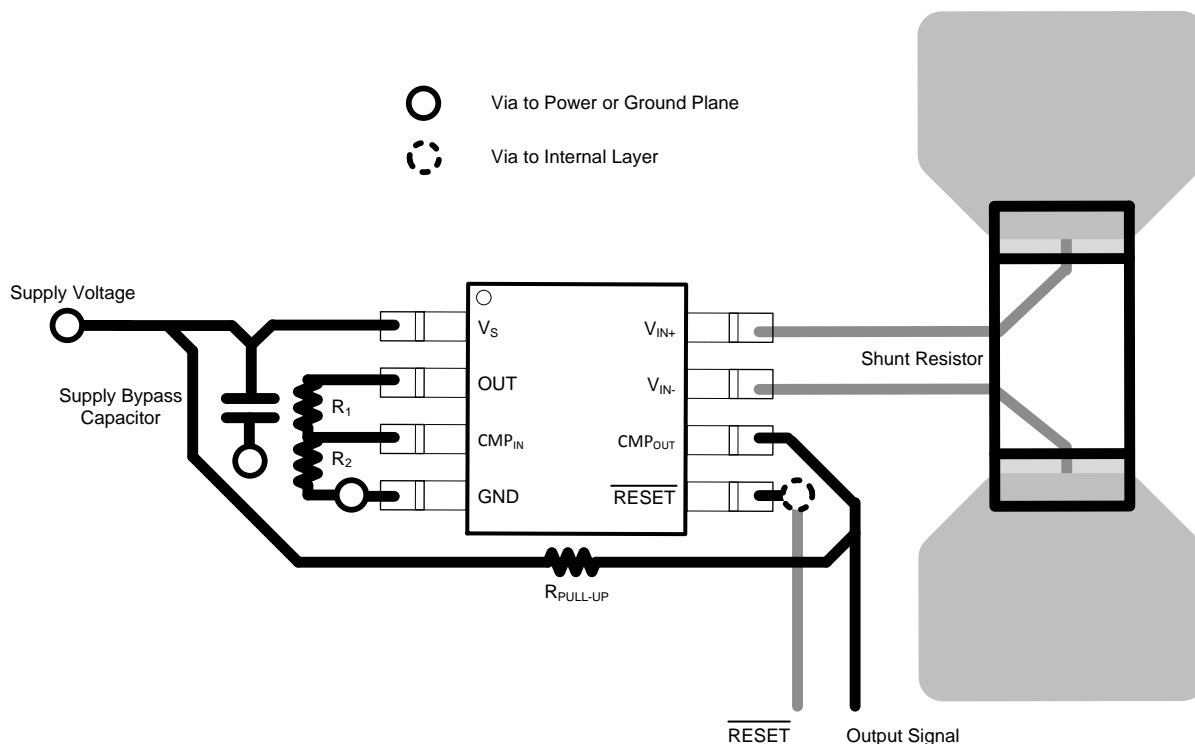 Via to Power or Ground Plane
Via to Internal Layer
Supply Voltage
Supply Bypass
Capacitor
R1
R2
VS
OUT
CMPIN
GND
VIN+
VIN-
CMPOUT
RESET
Shunt Resistor
RPULL-UP
RESET
Output Signal